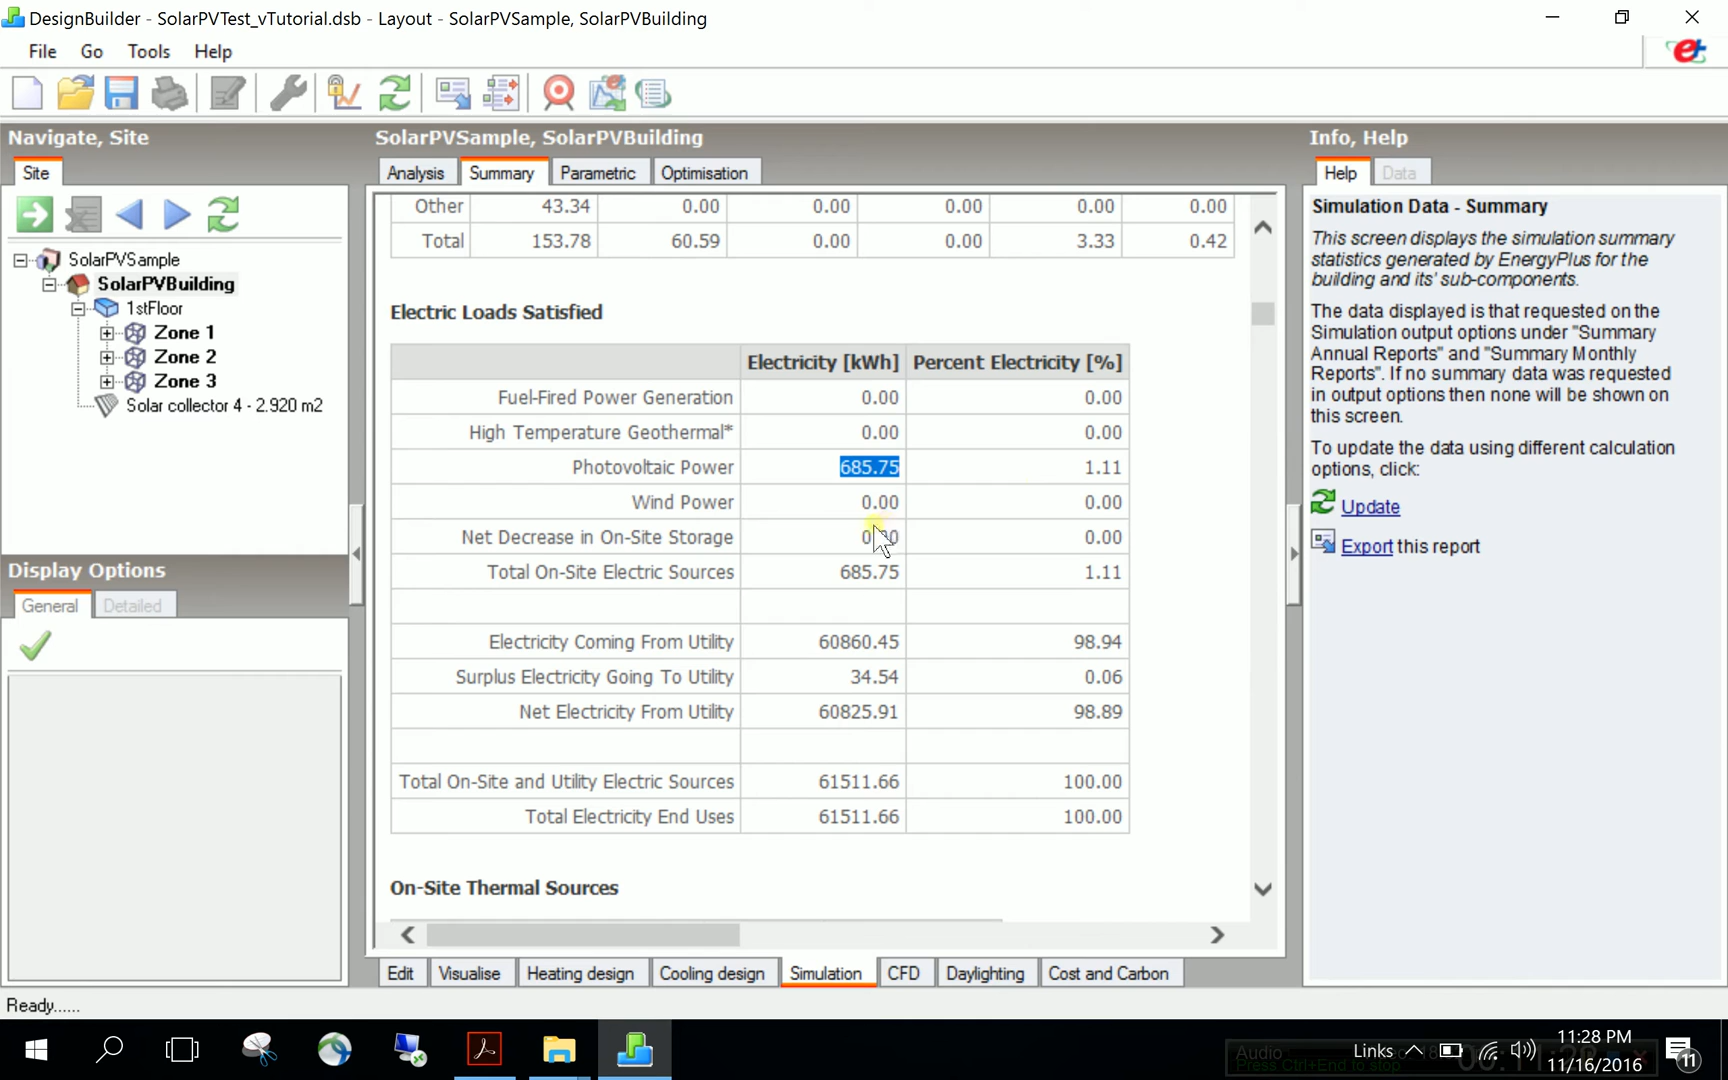 DesignBuilder - SolarPVTest_vTutorial.dsb - Layout - SolarPVSample, SolarPVBuilding
File Go Tools Help
Navigate, Site
Site
SolarPVSample
SolarPVBuilding
1stFloor
Zone 1
Zone 2
Zone 3
Solar collector 4 - 2.920 m2
Display Options
General Detailed
SolarPVSample, SolarPVBuilding
Analysis Summary Parametric Optimisation
Other 43.34 0.00 0.00 0.00 0.00 0.00
Total 153.78 60.59 0.00 0.00 3.33 0.42
Electric Loads Satisfied
Electricity [kWh] Percent Electricity [%]
Fuel-Fired Power Generation 0.00 0.00
High Temperature Geothermal* 0.00 0.00
Photovoltaic Power 685.75 1.11
Wind Power 0.00 0.00
Net Decrease in On-Site Storage 0.00 0.00
Total On-Site Electric Sources 685.75 1.11
Electricity Coming From Utility 60860.45 98.94
Surplus Electricity Going To Utility 34.54 0.06
Net Electricity From Utility 60825.91 98.89
Total On-Site and Utility Electric Sources 61511.66 100.00
Total Electricity End Uses 61511.66 100.00
On-Site Thermal Sources
Edit Visualise Heating design Cooling design Simulation CFD Daylighting Cost and Carbon
Info, Help
Help Data
Simulation Data - Summary
This screen displays the simulation summary
statistics generated by EnergyPlus for the
building and its' sub-components.
The data displayed is that requested on the
Simulation output options under "Summary
Annual Reports" and "Summary Monthly
Reports". If no summary data was requested
in output options then none will be shown on
this screen.
To update the data using different calculation
options, click:
Update
Export this report
Ready......
Audio
Press Ctrl+End to stop
Links
11:28 PM
11/16/2016
11